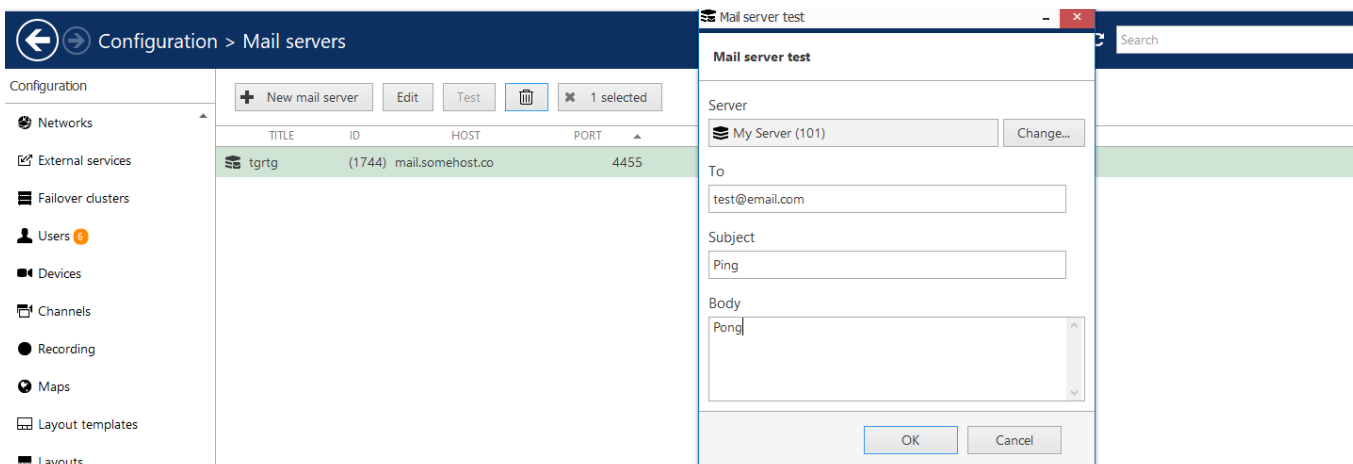 Configuration > Mail servers
Search
Configuration
Networks
External services
Failover clusters
Users 6
Devices
Channels
Recording
Maps
Layout templates
Layouts
New mail server Edit Test 1 selected
TITLE ID HOST PORT
tgrtg (1744) mail.somehost.co 4455
Mail server test
Mail server test
Server
My Server (101) Change...
To
test@email.com
Subject
Ping
Body
Pong
OK Cancel